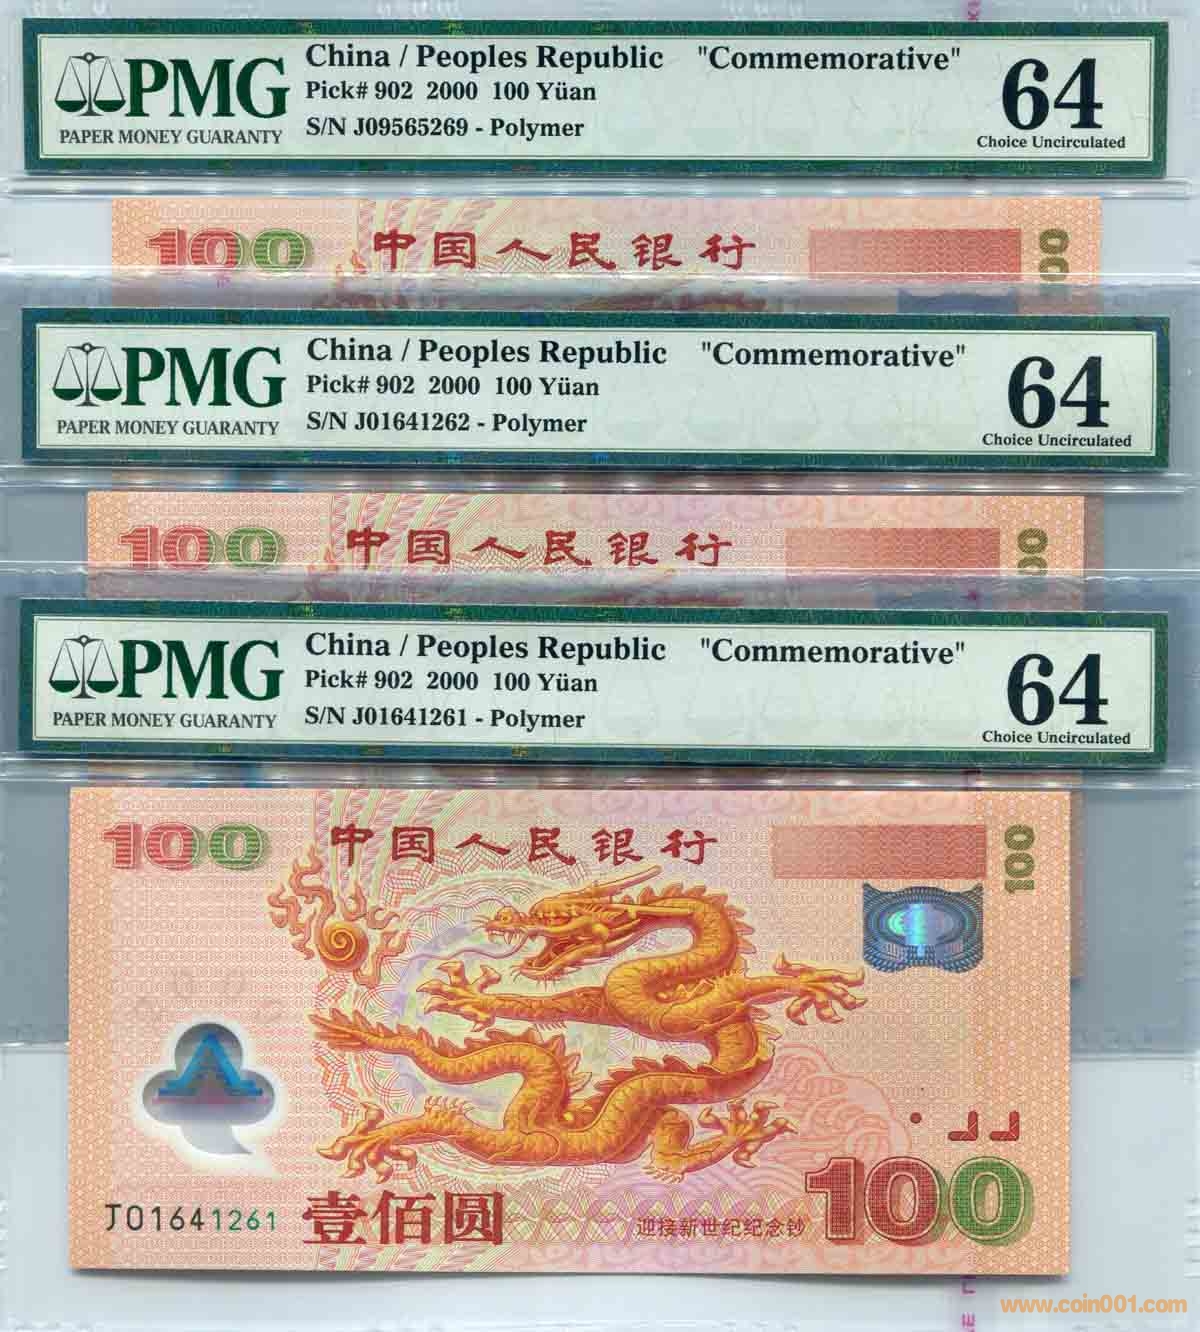 China / Peoples Republic "Commemorative"
PMG
Pick# 902 2000 100 Yüan
64
PAPER MONEY GUARANTY
S/N J09565269 - Polymer
Choice Uncirculated
100 中国人民银行
China / Peoples Republic "Commemorative"
PMG
Pick# 902 2000 100 Yüan
64
PAPER MONEY GUARANTY
S/N J01641262 - Polymer
Choice Uncirculated
100 中国人民银行
China / Peoples Republic "Commemorative"
PMG
Pick# 902 2000 100 Yüan
64
PAPER MONEY GUARANTY
S/N J01641261 - Polymer
Choice Uncirculated
100 中国人民银行 100
J01641261 壹佰圆 迎接新世纪纪念钞 100
www.coin001.com